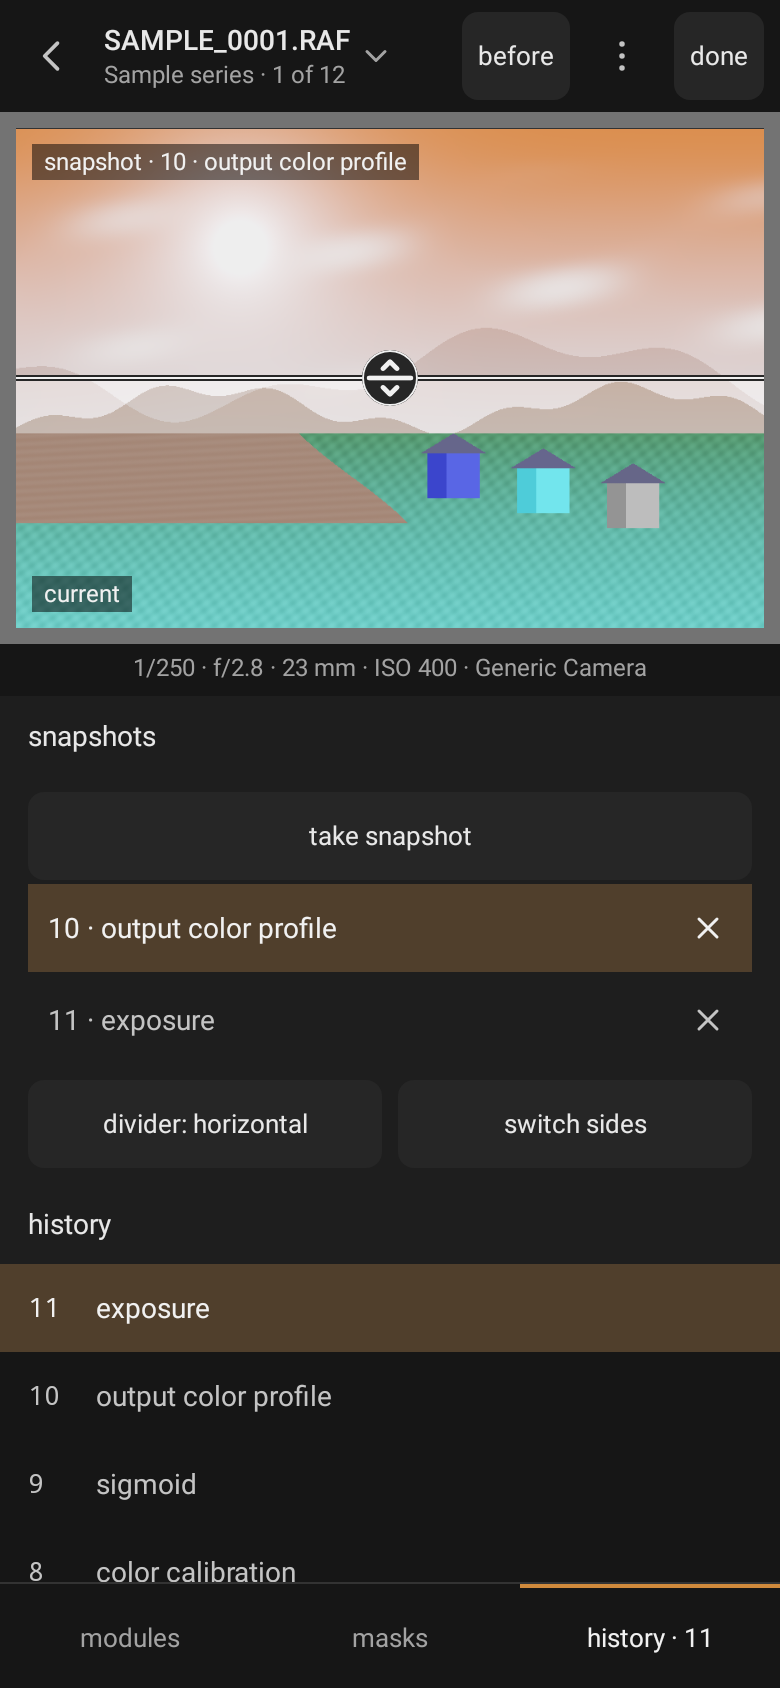 SAMPLE_0001.RAF
Sample series · 1 of 12
before
done
snapshot · 10 · output color profile
current
1/250 · f/2.8 · 23 mm · ISO 400 · Generic Camera
snapshots
take snapshot
10 · output color profile
11 · exposure
divider: horizontal
switch sides
history
11 exposure
10 output color profile
9 sigmoid
8 color calibration
modules
masks
history · 11